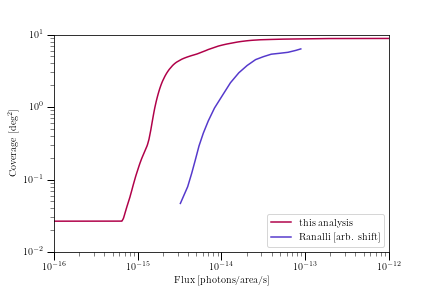 10^1
10^0
10^{-1}
10^{-2}
Coverage [deg^2]
this analysis
Ranalli [arb. shift]
10^{-16}
10^{-15}
10^{-14}
10^{-13}
10^{-12}
Flux [photons/area/s]